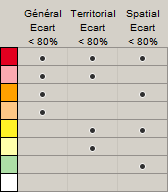 Général Territorial Spatial
Ecart Ecart Ecart
< 80% < 80% < 80%